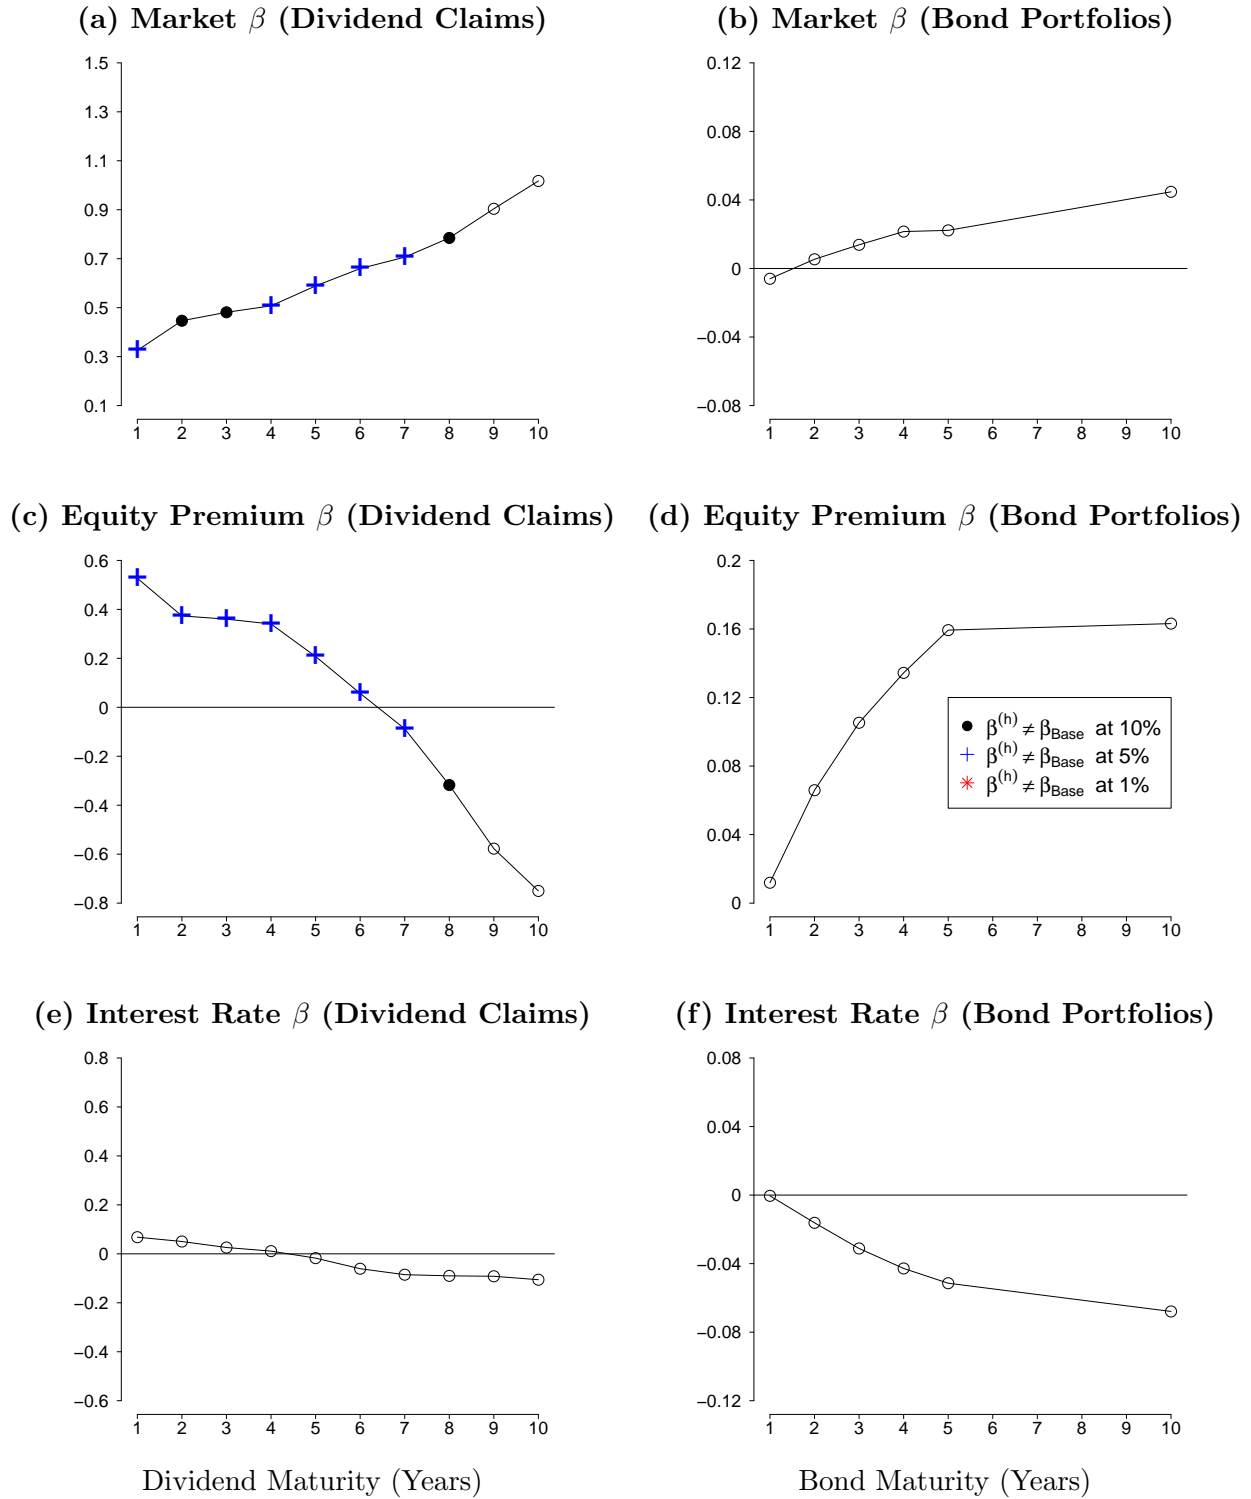 (a) Market β (Dividend Claims)
1.5
1.3
1.1
0.9
0.7
0.5
0.3
0.1
1 2 3 4 5 6 7 8 9 10
(b) Market β (Bond Portfolios)
0.12
0.08
0.04
0
−0.04
−0.08
1 2 3 4 5 6 7 8 9 10
(c) Equity Premium β (Dividend Claims)
0.6
0.4
0.2
0
−0.2
−0.4
−0.6
−0.8
1 2 3 4 5 6 7 8 9 10
(d) Equity Premium β (Bond Portfolios)
0.2
0.16
0.12
0.08
0.04
0
β(h) ≠ βBase at 10%
β(h) ≠ βBase at 5%
β(h) ≠ βBase at 1%
1 2 3 4 5 6 7 8 9 10
(e) Interest Rate β (Dividend Claims)
0.8
0.6
0.4
0.2
0
−0.2
−0.4
−0.6
1 2 3 4 5 6 7 8 9 10
Dividend Maturity (Years)
(f) Interest Rate β (Bond Portfolios)
0.08
0.04
0
−0.04
−0.08
−0.12
1 2 3 4 5 6 7 8 9 10
Bond Maturity (Years)